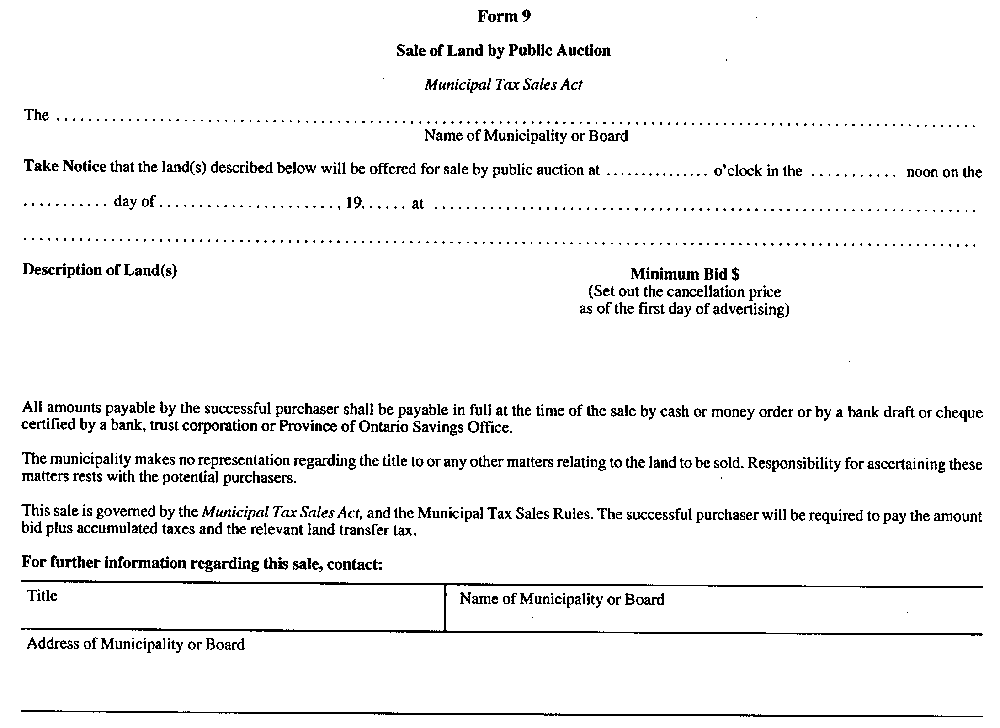 Form 9
Sale of Land by Public Auction
Municipal Tax Sales Act
The ....................................................................................................................
Name of Municipality or Board
Take Notice that the land(s) described below will be offered for sale by public auction at ............... o'clock in the ........... noon on the
........... day of ......................, 19...... at ....................................................................
........................................................................................................................
Description of Land(s)
Minimum Bid $
(Set out the cancellation price
as of the first day of advertising)
All amounts payable by the successful purchaser shall be payable in full at the time of the sale by cash or money order or by a bank draft or cheque
certified by a bank, trust corporation or Province of Ontario Savings Office.
The municipality makes no representation regarding the title to or any other matters relating to the land to be sold. Responsibility for ascertaining these
matters rests with the potential purchasers.
This sale is governed by the Municipal Tax Sales Act, and the Municipal Tax Sales Rules. The successful purchaser will be required to pay the amount
bid plus accumulated taxes and the relevant land transfer tax.
For further information regarding this sale, contact:
Title
Name of Municipality or Board
Address of Municipality or Board